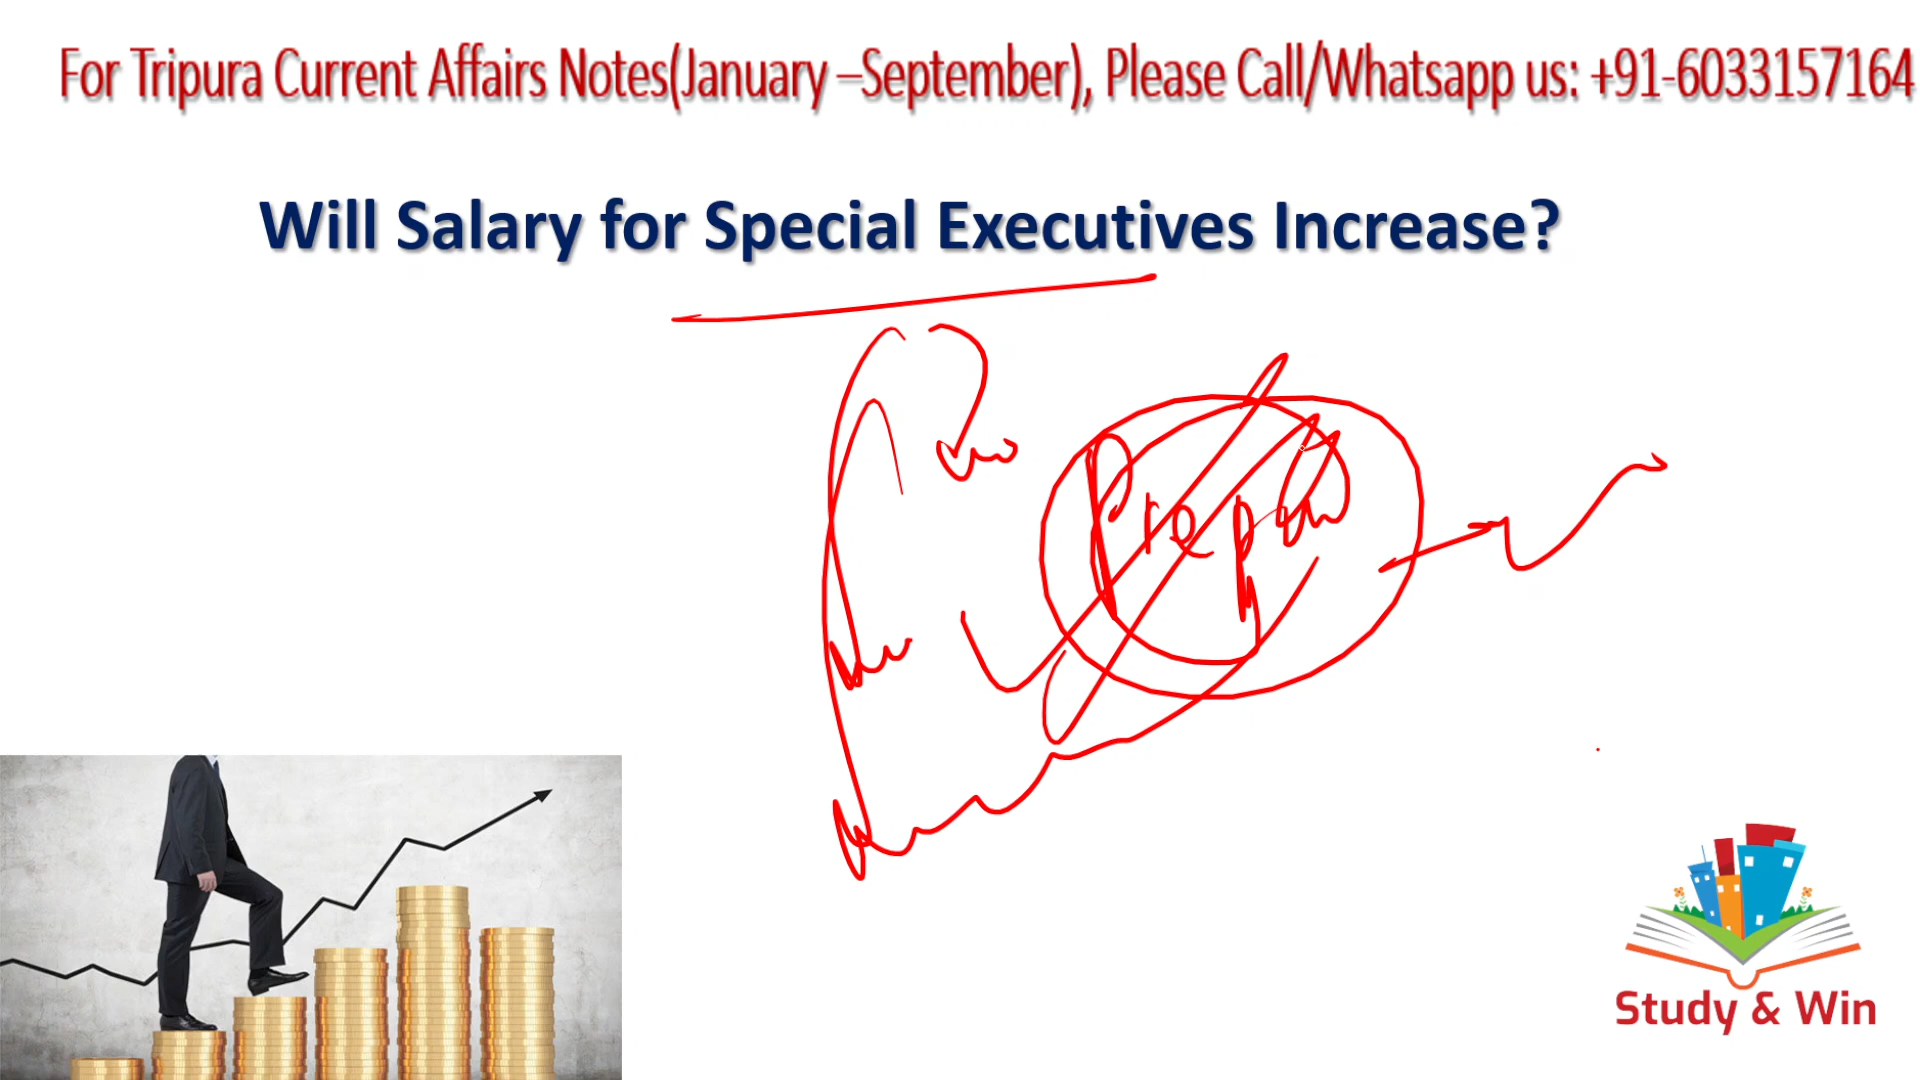 For Tripura Current Affairs Notes(January –September), Please Call/Whatsapp us: +91-6033157164
Will Salary for Special Executives Increase?
Study & Win